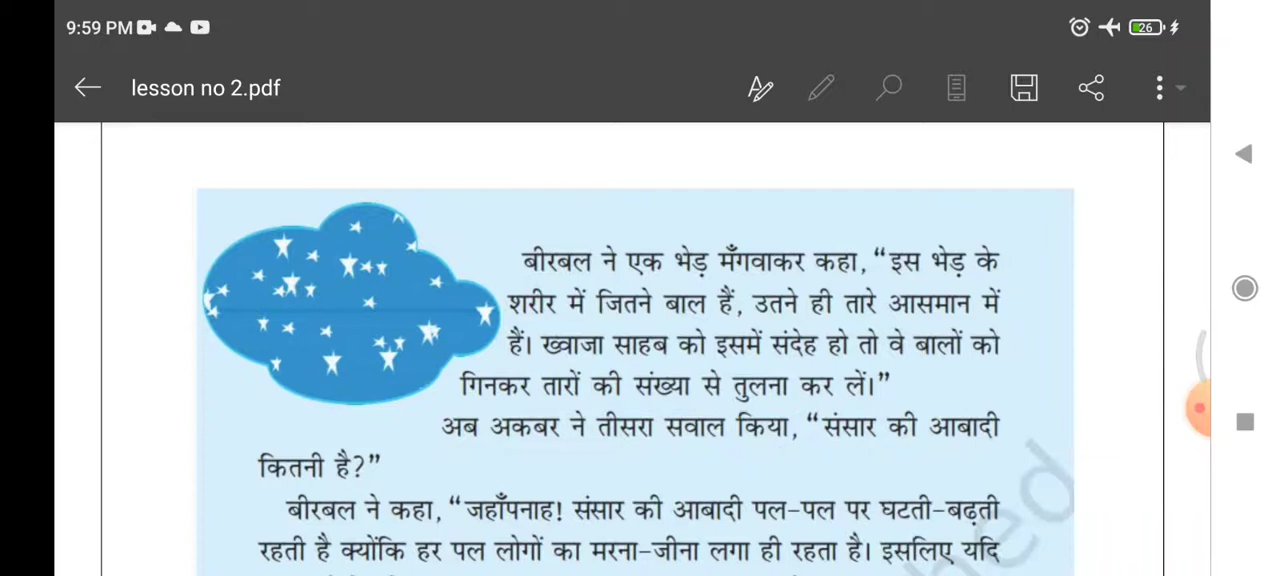 9:59 PM
26
lesson no 2.pdf
बीरबल ने एक भेड़ मँगवाकर कहा, “इस भेड़ के
शरीर में जितने बाल हैं, उतने ही तारे आसमान में
हैं। ख्वाजा साहब को इसमें संदेह हो तो वे बालों को
गिनकर तारों की संख्या से तुलना कर लें।”
अब अकबर ने तीसरा सवाल किया, “संसार की आबादी
कितनी है?”
बीरबल ने कहा, “जहाँपनाह! संसार की आबादी पल-पल पर घटती-बढ़ती
रहती है क्योंकि हर पल लोगों का मरना-जीना लगा ही रहता है। इसलिए यदि